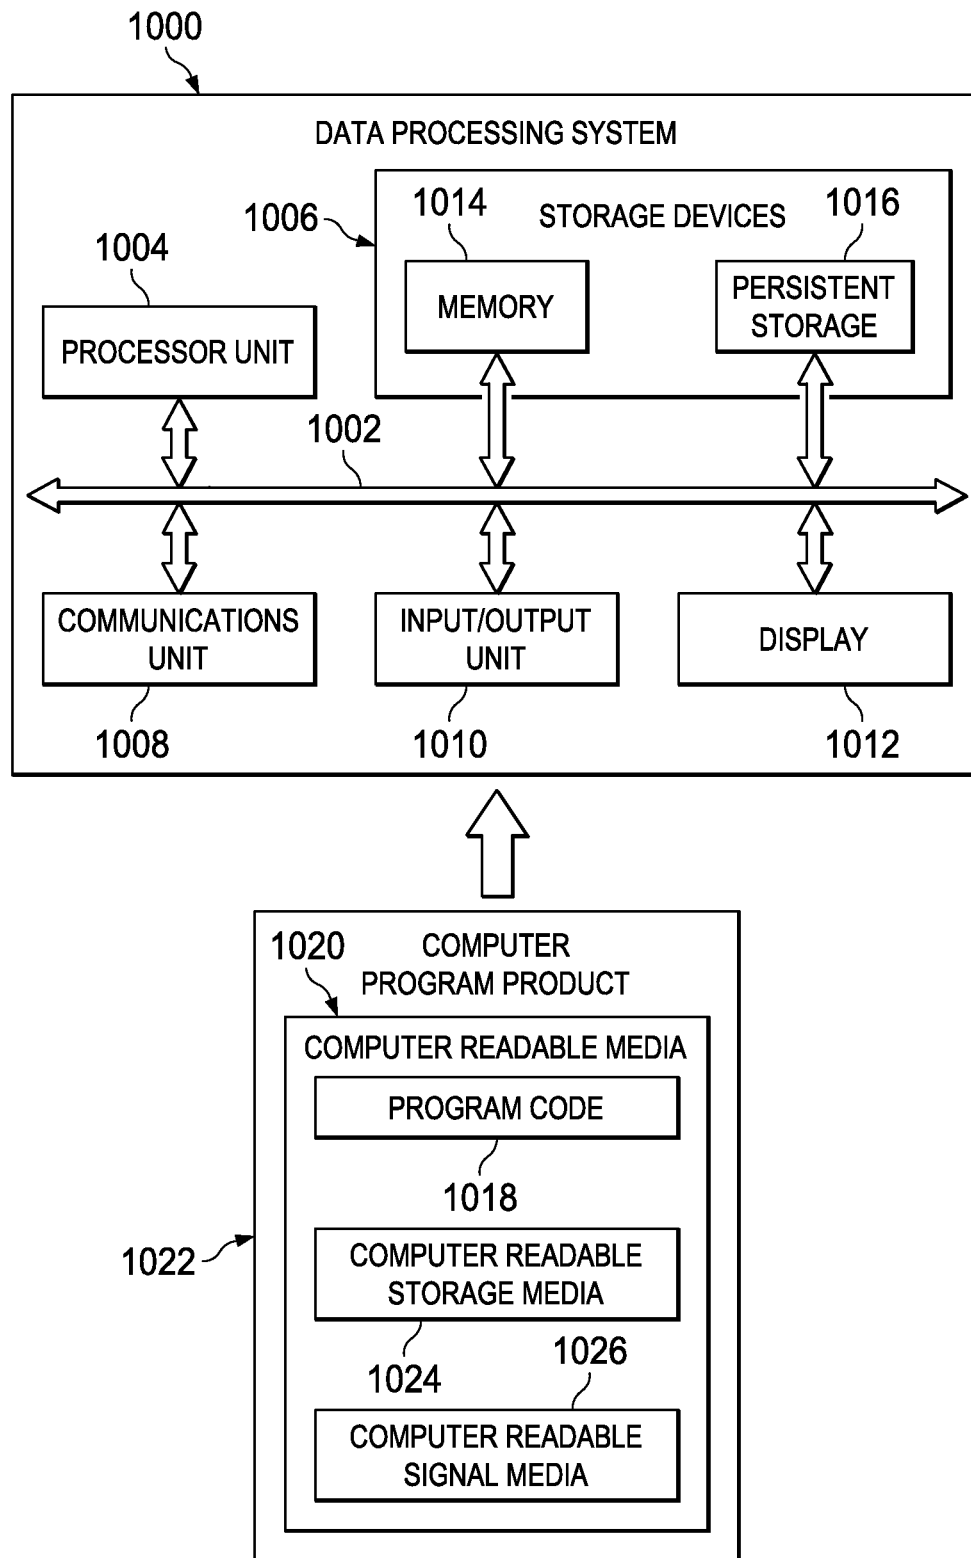 1000
DATA PROCESSING SYSTEM
1006
1014
STORAGE DEVICES
1016
1004
MEMORY
PERSISTENT
STORAGE
PROCESSOR UNIT
1002
COMMUNICATIONS
UNIT
INPUT/OUTPUT
UNIT
DISPLAY
1008
1010
1012
1020
COMPUTER
PROGRAM PRODUCT
COMPUTER READABLE MEDIA
PROGRAM CODE
1018
1022
COMPUTER READABLE
STORAGE MEDIA
1024
1026
COMPUTER READABLE
SIGNAL MEDIA